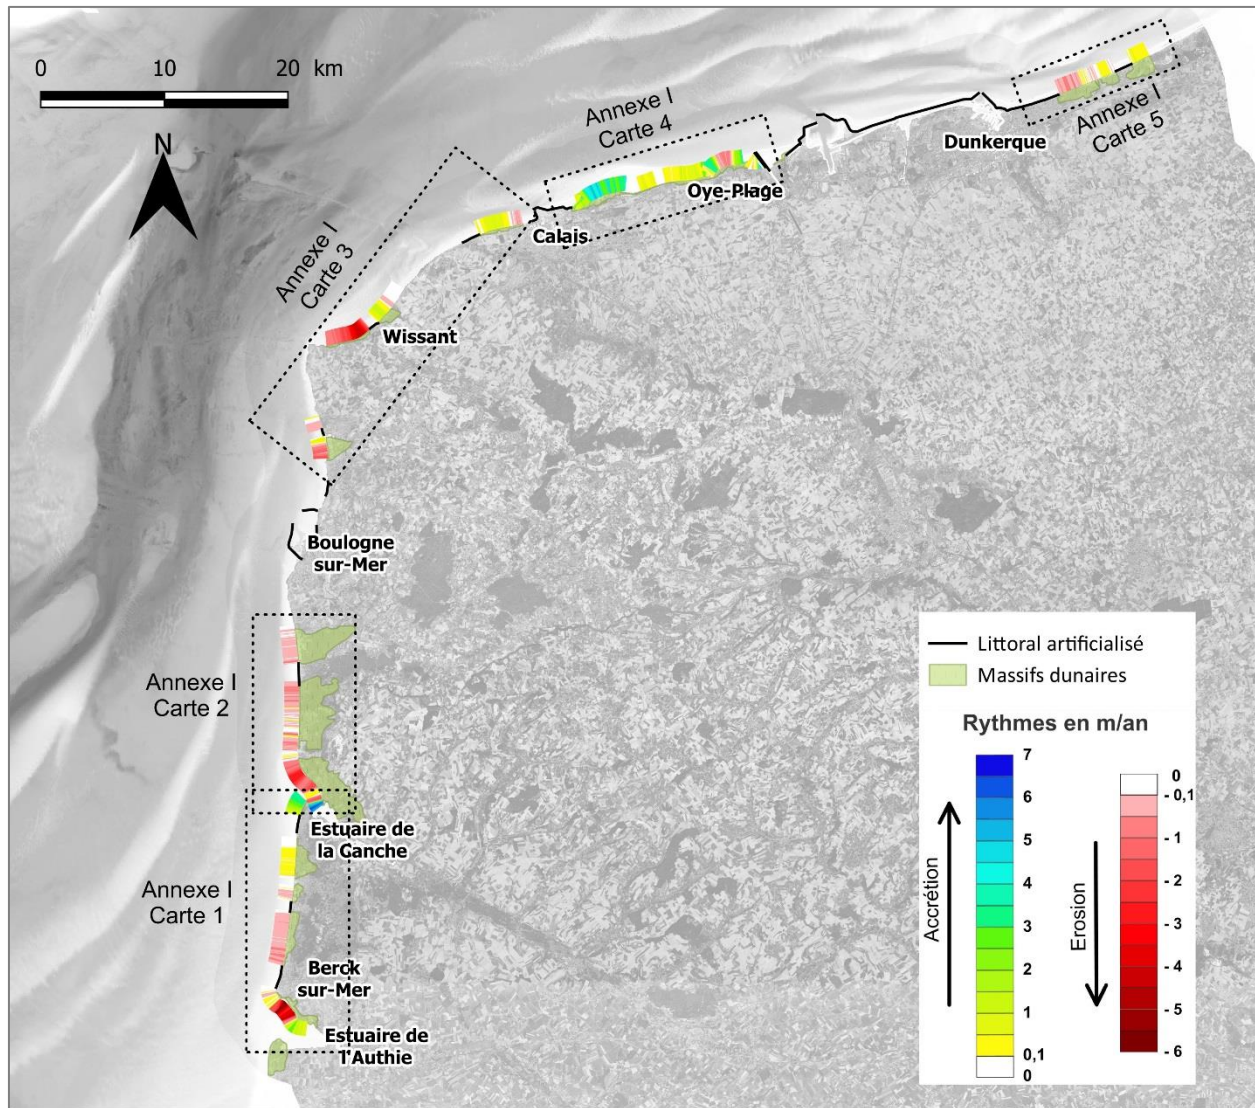 0 10 20 km
N
Annexe I
Carte 5
Annexe I
Carte 4
Dunkerque
Oye-Plage
Calais
Annexe I
Carte 3
Wissant
Boulogne
sur-Mer
Annexe I
Carte 2
Estuaire de
la Canche
Annexe I
Carte 1
Berck
sur-Mer
Estuaire de
l'Authie
Littoral artificialisé
Massifs dunaires
Rythmes en m/an
Accrétion
7
6
5
4
3
2
1
0,1
0
Erosion
0
- 0,1
- 1
- 2
- 3
- 4
- 5
- 6